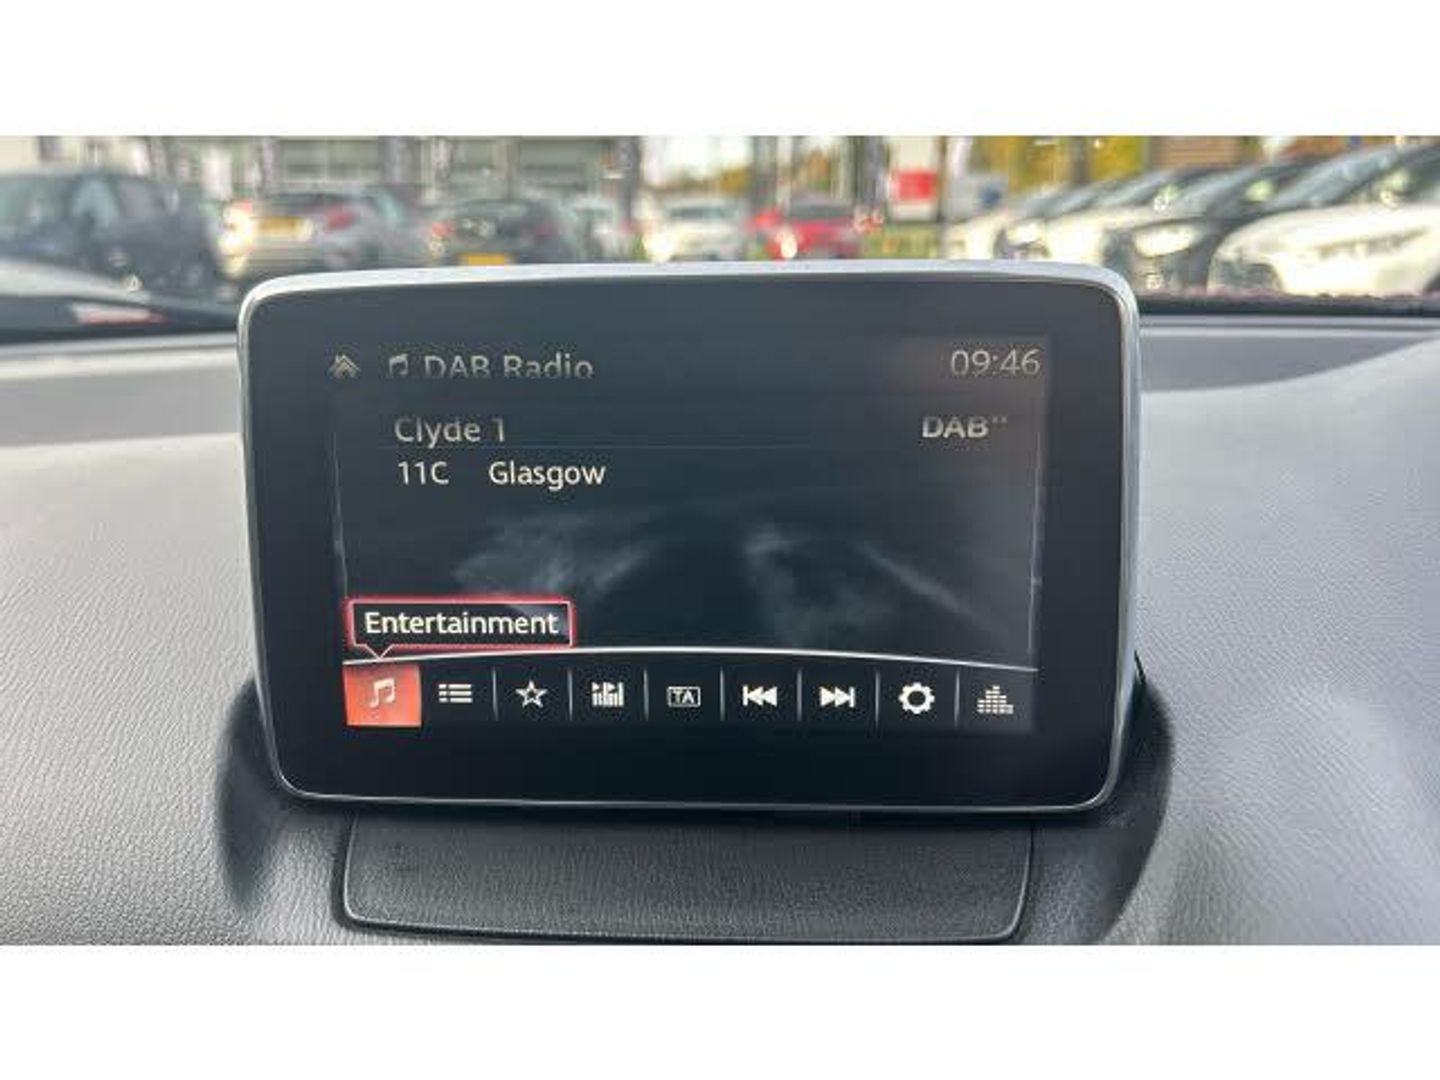 DAB Radio 09:46
Clyde 1 DAB
11C Glasgow
Entertainment
TA